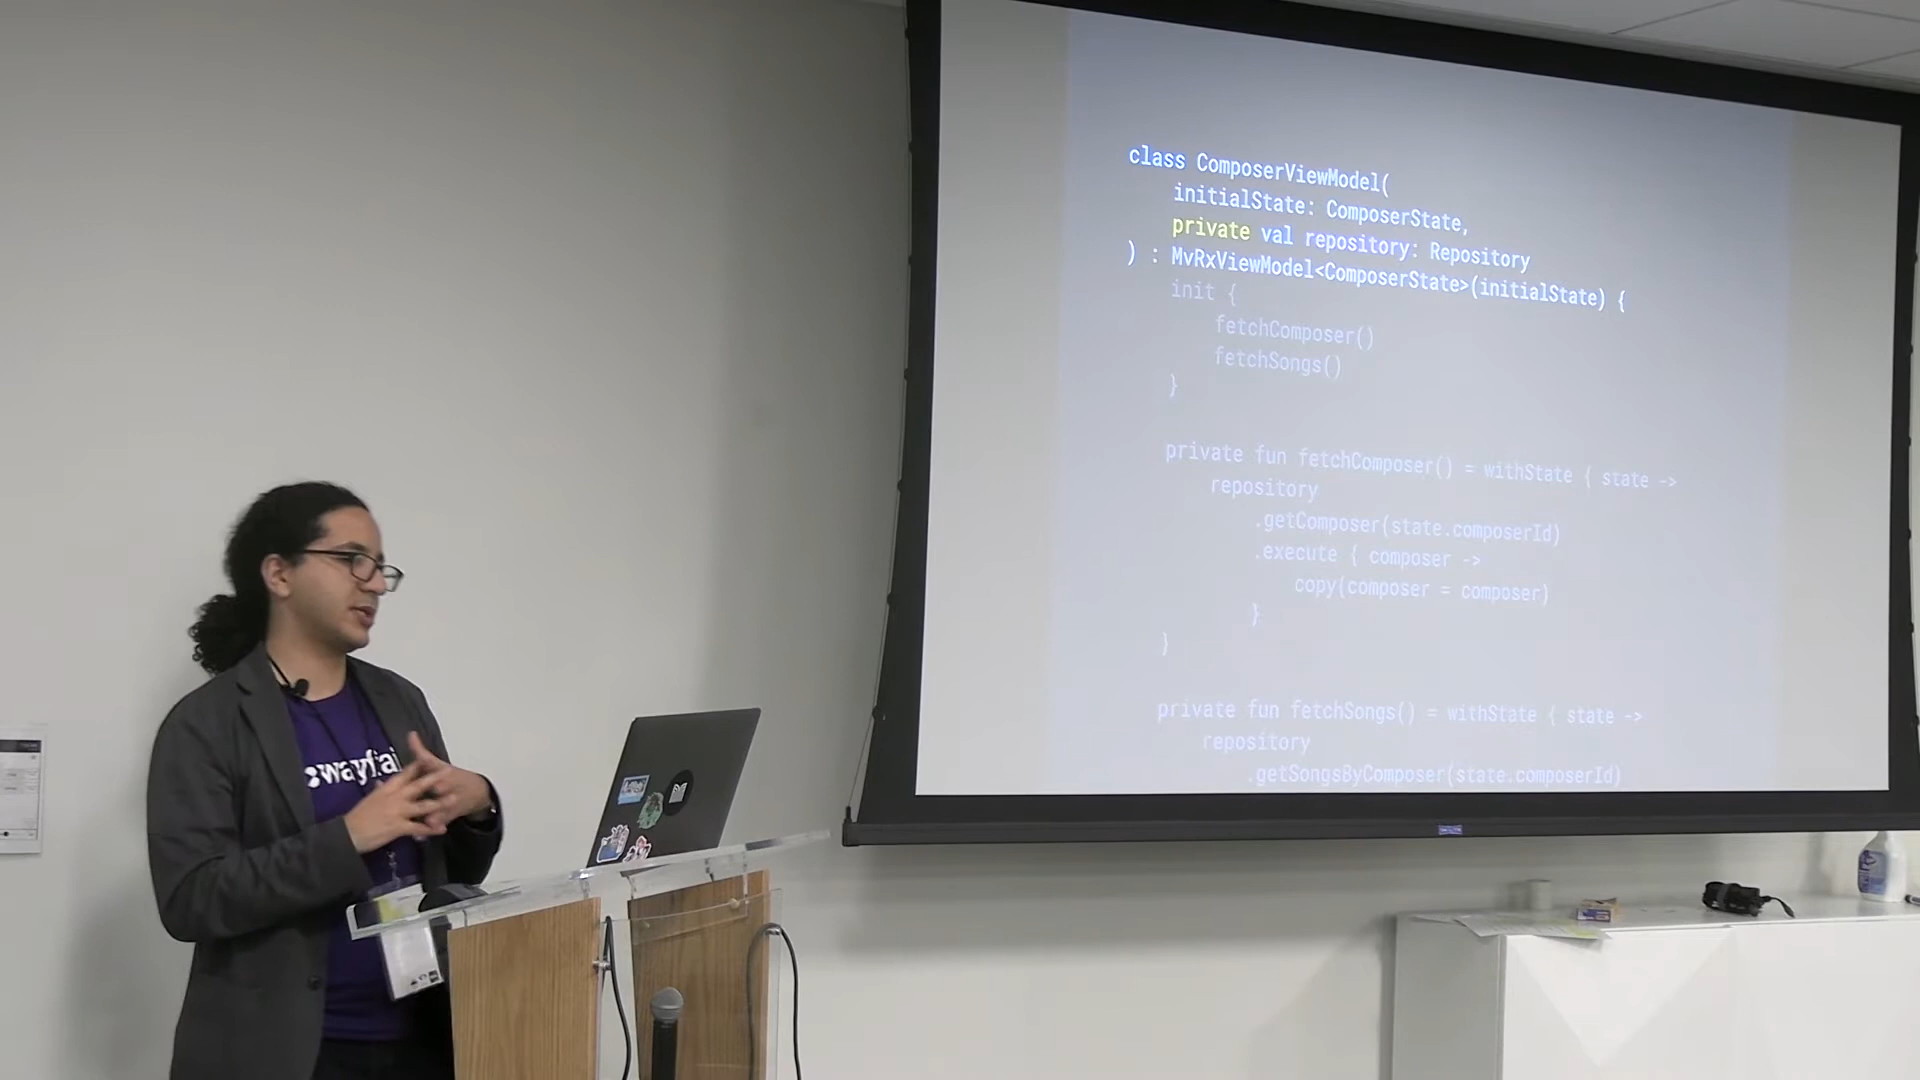 class ComposerViewModel(
initialState: ComposerState,
private val repository: Repository
) : MvRxViewModel<ComposerState>(initialState) {
init {
fetchComposer()
fetchSongs()
}
private fun fetchComposer() = withState { state ->
repository
.getComposer(state.composerId)
.execute { composer ->
copy(composer = composer)
}
}
private fun fetchSongs() = withState { state ->
repository
.getSongsByComposer(state.composerId)
wayfai